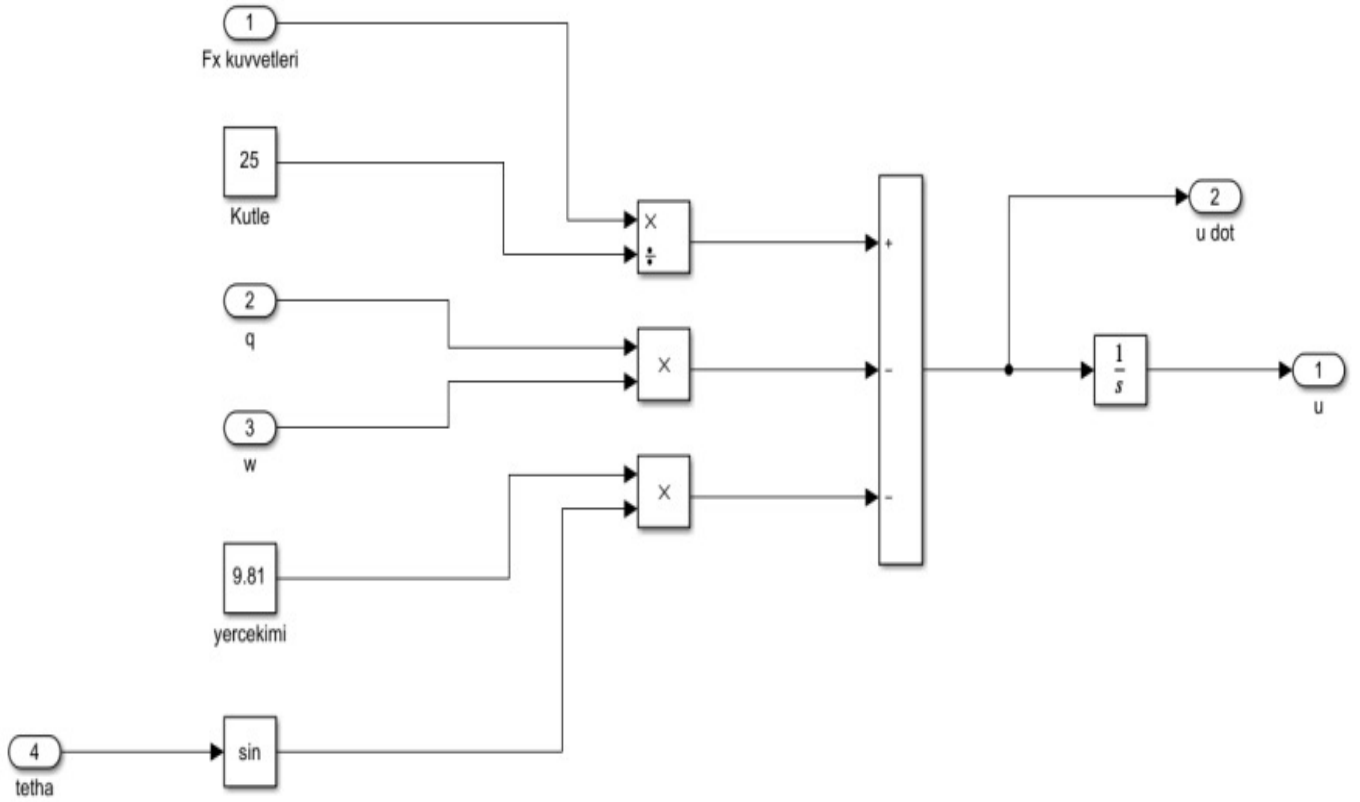 1
Fx kuvvetleri
25
Kutle
×
÷
+
2
u dot
2
q
×
-
1
s
1
u
3
w
×
-
9.81
yercekimi
4
tetha
sin